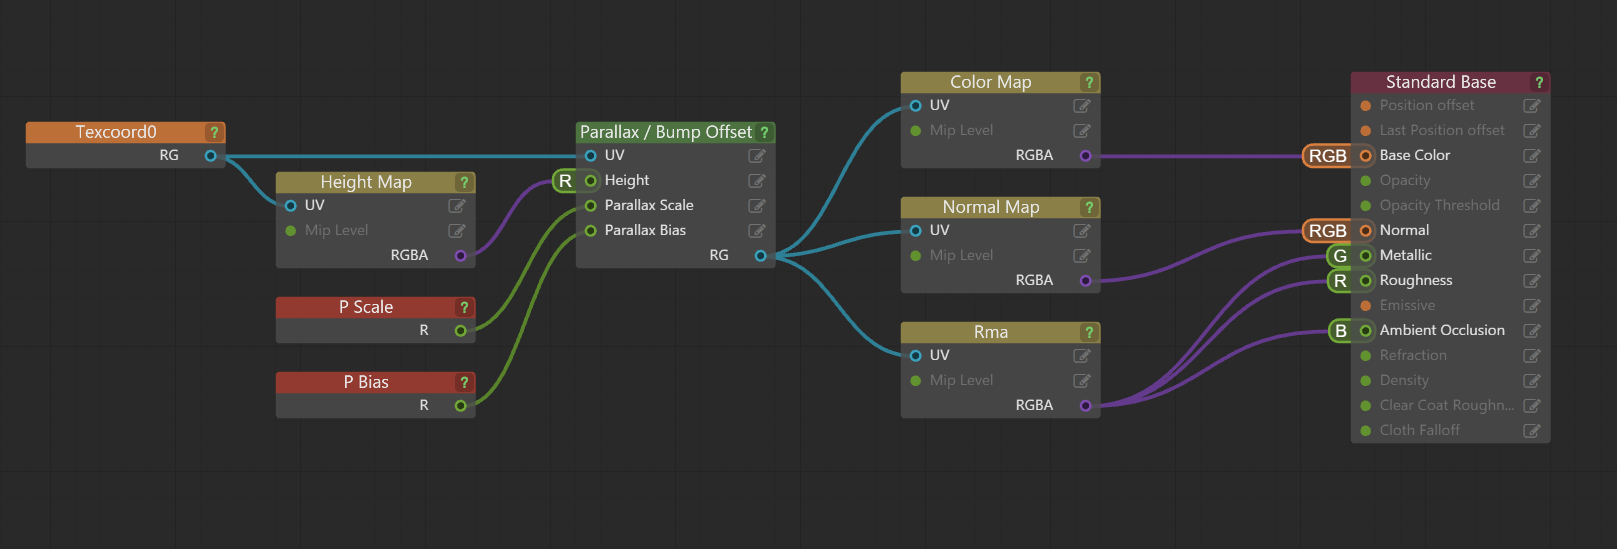 Texcoord0 ?
RG
Height Map ?
UV
Mip Level
RGBA
P Scale ?
R
P Bias ?
R
Parallax / Bump Offset ?
UV
R Height
Parallax Scale
Parallax Bias
RG
Color Map ?
UV
Mip Level
RGBA
Normal Map ?
UV
Mip Level
RGBA
Rma ?
UV
Mip Level
RGBA
Standard Base ?
Position offset
Last Position offset
RGB Base Color
Opacity
Opacity Threshold
RGB Normal
G Metallic
R Roughness
Emissive
B Ambient Occlusion
Refraction
Density
Clear Coat Roughn...
Cloth Falloff